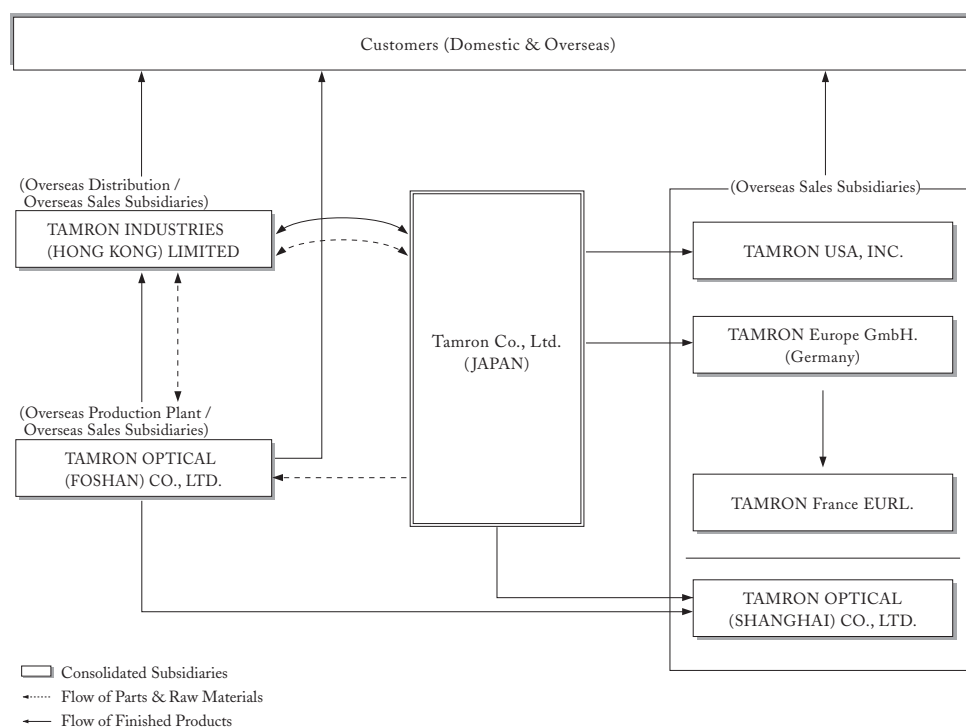 Customers (Domestic & Overseas)
(Overseas Distribution /
Overseas Sales Subsidiaries)
TAMRON INDUSTRIES
(HONG KONG) LIMITED
(Overseas Production Plant /
Overseas Sales Subsidiaries)
TAMRON OPTICAL
(FOSHAN) CO., LTD.
Tamron Co., Ltd.
(JAPAN)
(Overseas Sales Subsidiaries)
TAMRON USA, INC.
TAMRON Europe GmbH.
(Germany)
TAMRON France EURL.
TAMRON OPTICAL
(SHANGHAI) CO., LTD.
Consolidated Subsidiaries
Flow of Parts & Raw Materials
Flow of Finished Products